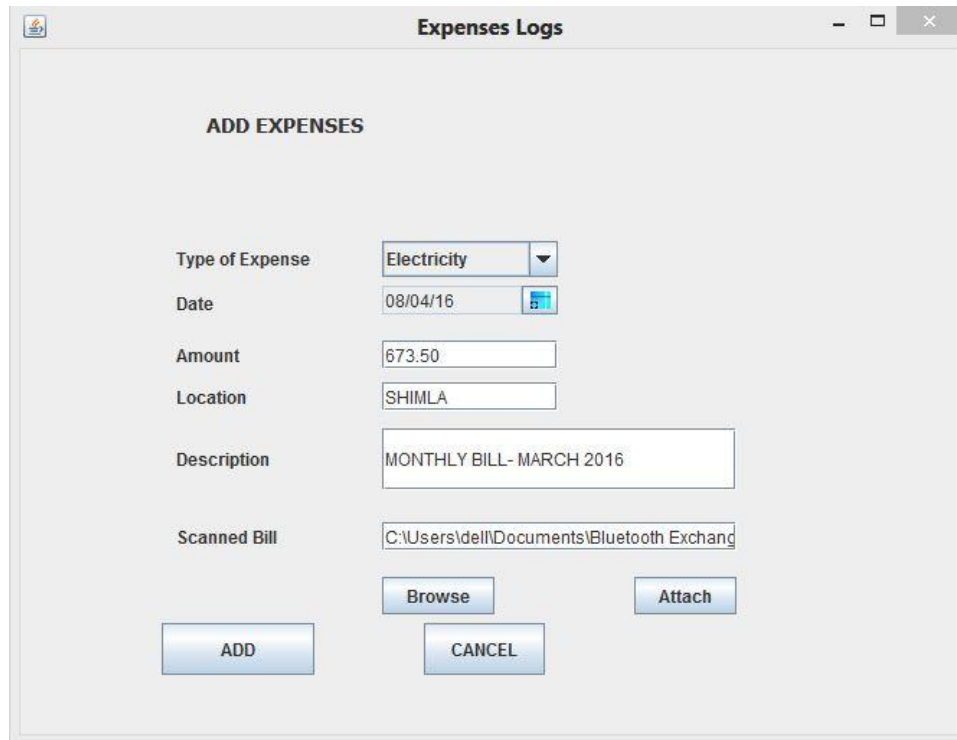 Expenses Logs
ADD EXPENSES
Type of Expense Electricity
Date 08/04/16
Amount 673.50
Location SHIMLA
Description MONTHLY BILL- MARCH 2016
Scanned Bill C:\Users\dell\Documents\Bluetooth Exchang
Browse Attach
ADD CANCEL